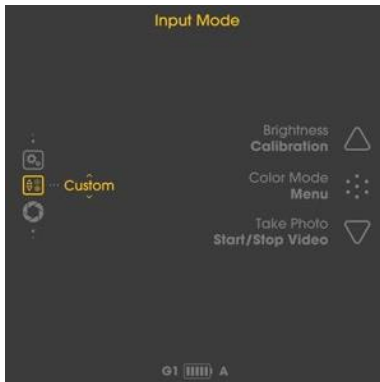 Input Mode
Brightness
Calibration
Custom
Color Mode
Menu
Take Photo
Start/Stop Video
G1 A